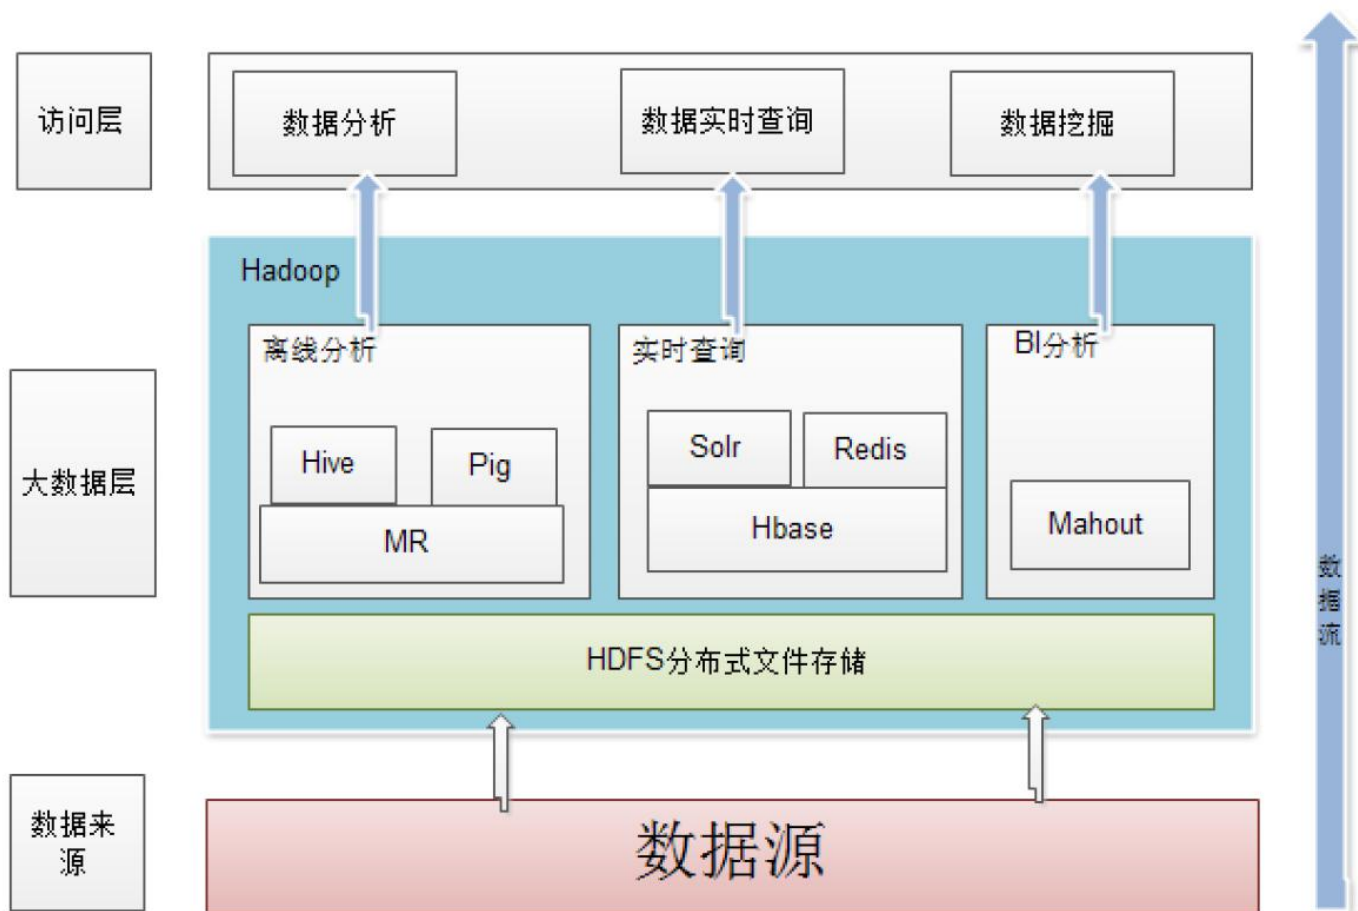 访问层
数据分析
数据实时查询
数据挖掘
Hadoop
离线分析
实时查询
BI分析
大数据层
Hive
Pig
MR
Solr
Redis
Hbase
Mahout
HDFS分布式文件存储
数据来
源
数据源
数
据
流